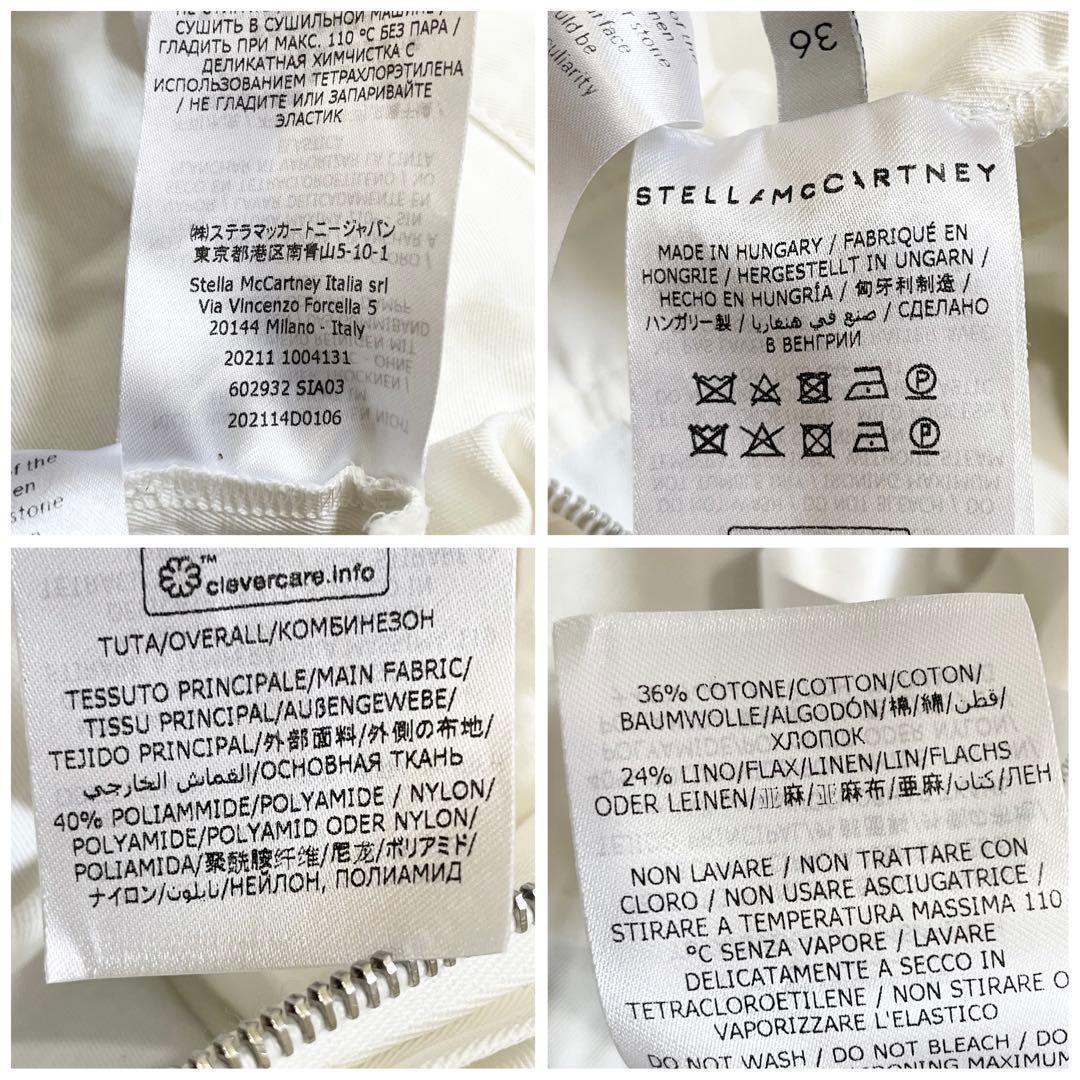 СУШИТЬ В СУШИЛЬНОЙ МАШИНЕ /
ГЛАДИТЬ ПРИ МАКС. 110 °C БЕЗ ПАРА /
ДЕЛИКАТНАЯ ХИМЧИСТКА С
ИСПОЛЬЗОВАНИЕМ ТЕТРАХЛОРЭТИЛЕНА
/ НЕ ГЛАДИТЕ ИЛИ ЗАПАРИВАЙТЕ
ЭЛАСТИК
㈱ステラマッカートニージャパン
東京都港区南青山5-10-1
Stella McCartney Italia srl
Via Vincenzo Forcella 5
20144 Milano - Italy
20211 1004131
602932 SIA03
202114D0106
of the
en
stone
36
face
store
uld be
uliarity
STELLA McCARTNEY
MADE IN HUNGARY / FABRIQUÉ EN
HONGRIE / HERGESTELLT IN UNGARN /
HECHO EN HUNGRÍA / 匈牙利制造 /
ハンガリー製 / صنع في هنغاريا / СДЕЛАНО
В ВЕНГРИИ
clevercare.info
TUTA/OVERALL/КОМБИНЕЗОН
TESSUTO PRINCIPALE/MAIN FABRIC/
TISSU PRINCIPAL/AUßENGEWEBE/
TEJIDO PRINCIPAL/外部面料/外側の布地/
القماش الخارجي/ОСНОВНАЯ ТКАНЬ
40% POLIAMMIDE/POLYAMIDE / NYLON/
POLYAMIDE/POLYAMID ODER NYLON/
POLIAMIDA/聚酰胺纤维/尼龙/ポリアミド/
ナイロン/نايلون/НЕЙЛОН, ПОЛИАМИД
36% COTONE/COTTON/COTON/
BAUMWOLLE/ALGODÓN/棉/綿/قطن/
ХЛОПОК
24% LINO/FLAX/LINEN/LIN/FLACHS
ODER LEINEN/亚麻/亚麻布/亜麻/كتان/ЛЕН
NON LAVARE / NON TRATTARE CON
CLORO / NON USARE ASCIUGATRICE /
STIRARE A TEMPERATURA MASSIMA 110
°C SENZA VAPORE / LAVARE
DELICATAMENTE A SECCO IN
TETRACLOROETILENE / NON STIRARE O
VAPORIZZARE L'ELASTICO
DO NOT WASH / DO NOT BLEACH / DO
MAXIMUM